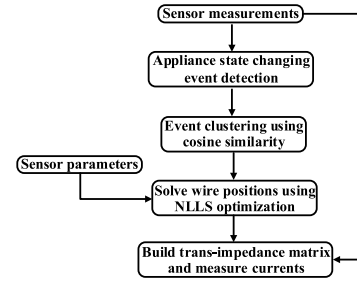 Sensor measurements
Appliance state changing
event detection
Event clustering using
cosine similarity
Sensor parameters
Solve wire positions using
NLLS optimization
Build trans-impedance matrix
and measure currents